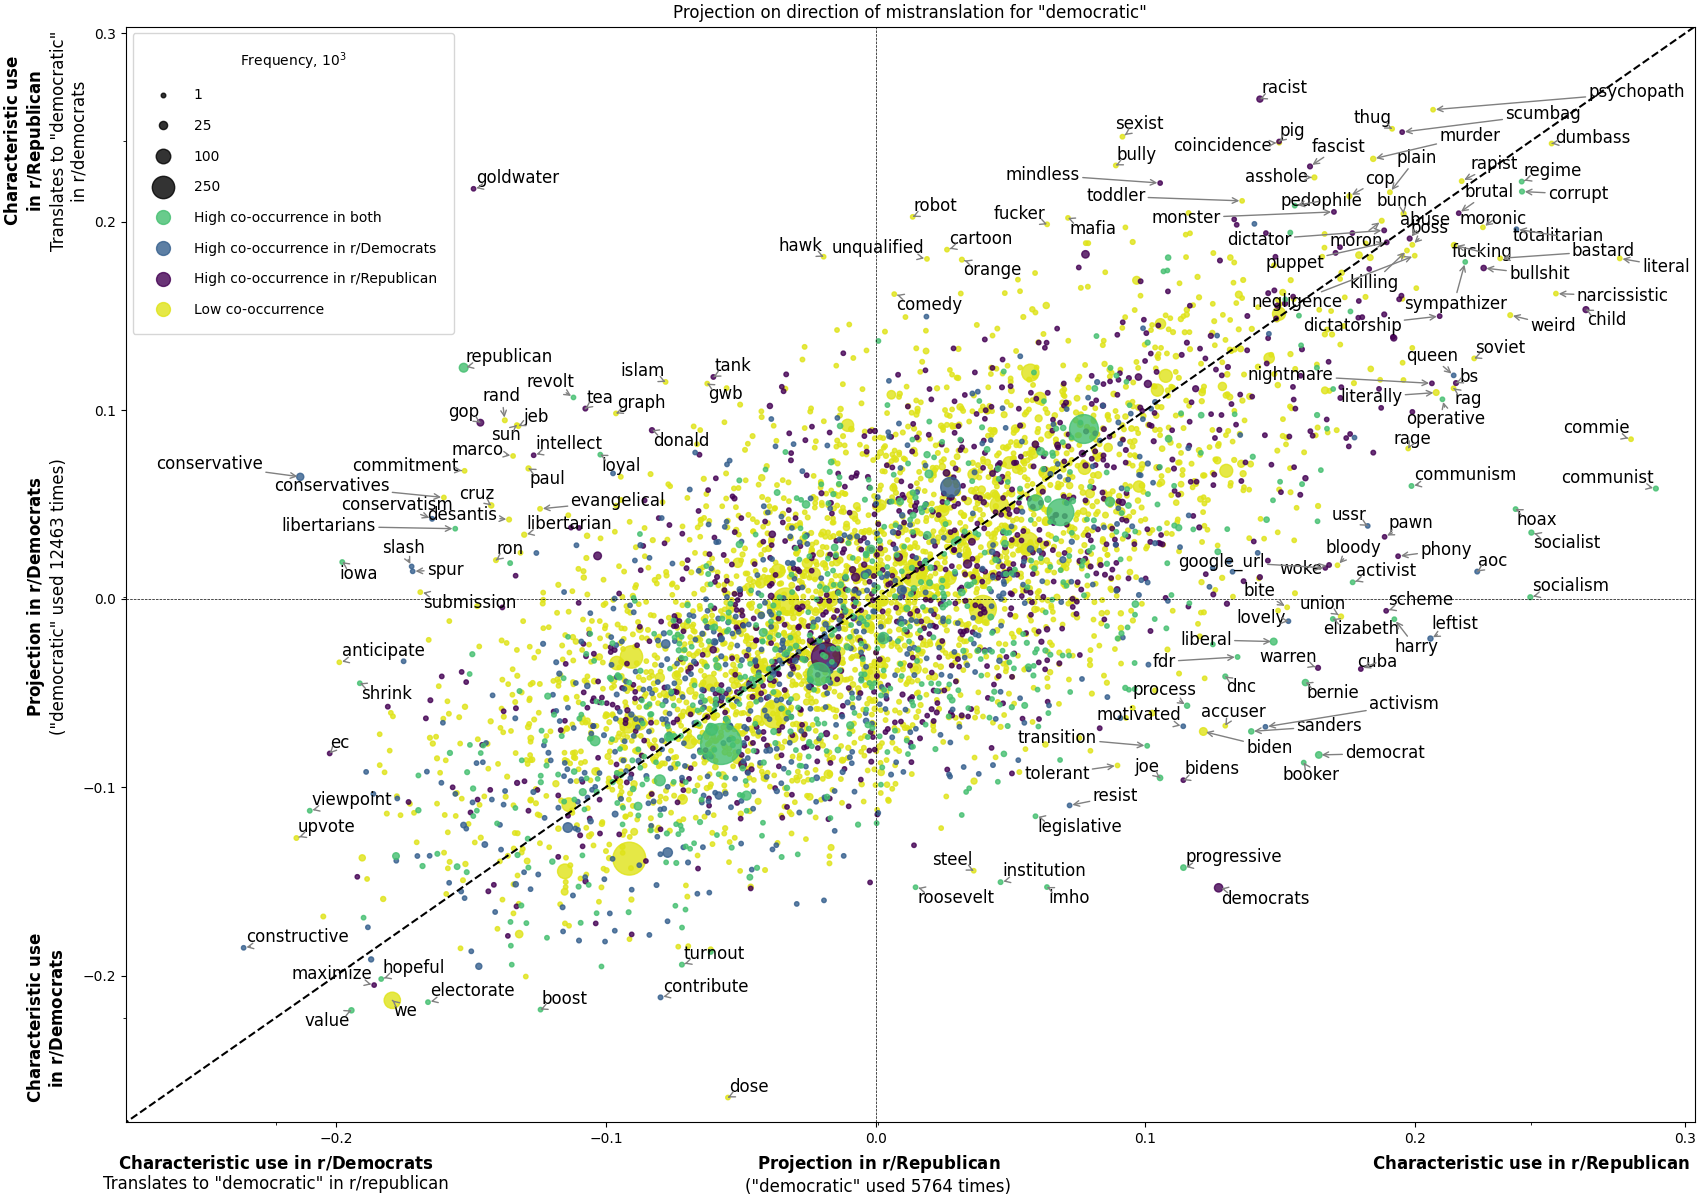 Projection on direction of mistranslation for "democratic"
Characteristic use
in r/Republican
Translates to "democratic"
in r/democrats
Projection in r/Democrats
("democratic" used 12463 times)
Characteristic use
in r/Democrats
0.3
0.2
0.1
0.0
−0.1
−0.2
Frequency, 10³
1
25
100
250
High co-occurrence in both
High co-occurrence in r/Democrats
High co-occurrence in r/Republican
Low co-occurrence
racist
psychopath
thug
scumbag
sexist
pig
murder
dumbass
coincidence
fascist
bully
plain
rapist
regime
mindless
asshole
cop
goldwater
toddler
pedophile
bunch
brutal
corrupt
robot
fucker
monster
abuse
moronic
mafia
boss
totalitarian
hawk
unqualified
cartoon
dictator
moron
fucking
bastard
orange
puppet
bullshit
literal
killing
comedy
negligence
sympathizer
narcissistic
dictatorship
weird
child
republican
tank
queen
soviet
islam
revolt
nightmare
bs
rand
tea
graph
gwb
literally
rag
gop
jeb
operative
commie
sun
intellect
donald
rage
marco
conservative
commitment
loyal
communism
communist
paul
conservatives
cruz
evangelical
conservatism
desantis
ussr
pawn
hoax
libertarians
libertarian
socialist
slash
ron
bloody
phony
iowa
spur
google_url
woke
activist
aoc
submission
bite
socialism
union
scheme
lovely
elizabeth
leftist
liberal
harry
anticipate
fdr
warren
cuba
shrink
process
dnc
bernie
motivated
accuser
activism
sanders
transition
ec
biden
democrat
joe
bidens
tolerant
booker
viewpoint
resist
upvote
legislative
steel
progressive
institution
roosevelt
imho
democrats
constructive
turnout
maximize
hopeful
electorate
contribute
value
we
boost
dose
−0.2
−0.1
0.0
0.1
0.2
0.3
Characteristic use in r/Democrats
Translates to "democratic" in r/republican
Projection in r/Republican
("democratic" used 5764 times)
Characteristic use in r/Republican